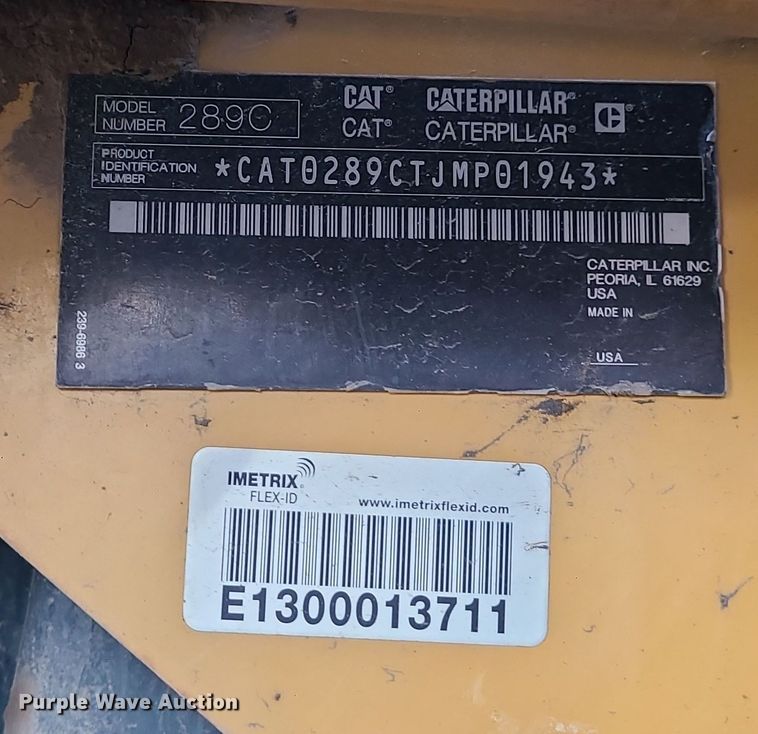 MODEL NUMBER 289C
CAT® CATERPILLAR®
CAT® CATERPILLAR®
PRODUCT IDENTIFICATION NUMBER *CAT0289CTJMP01943*
CATERPILLAR INC.
PEORIA, IL 61629
USA
MADE IN
USA
239-6986 3
IMETRIX®
FLEX-ID
www.imetrixflexid.com
E1300013711
Purple Wave Auction